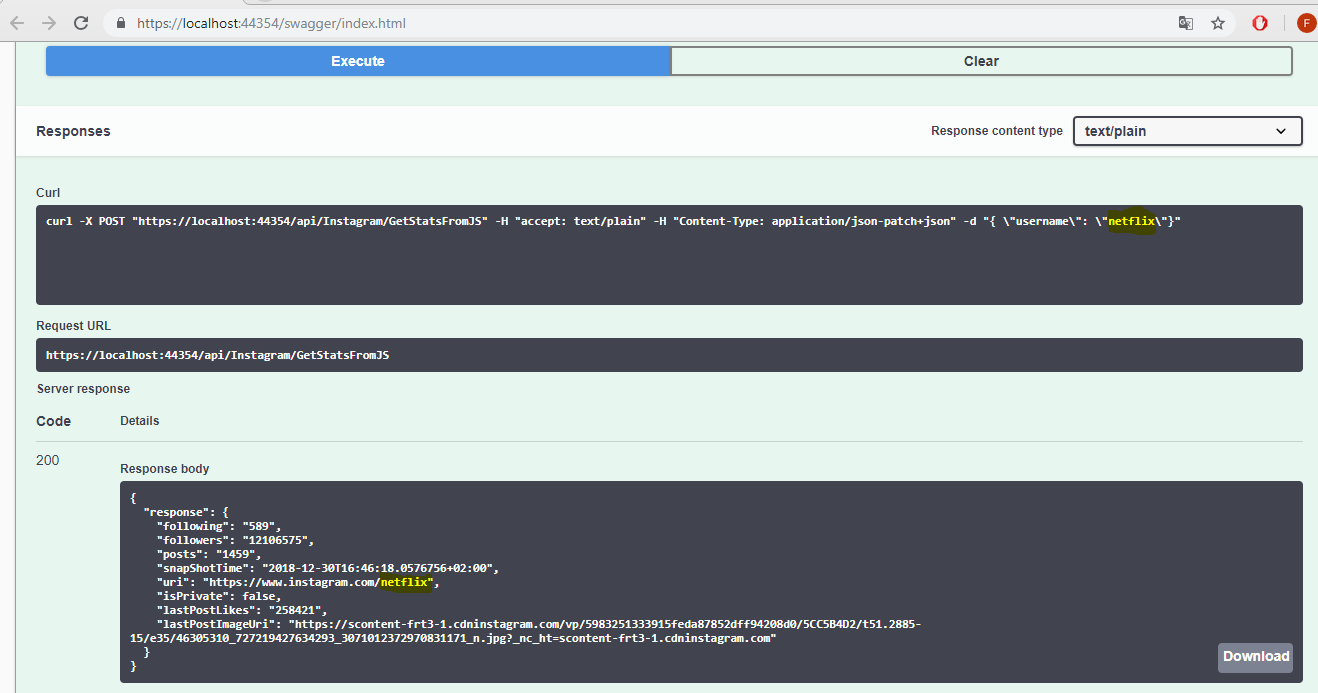 https://localhost:44354/swagger/index.html
F
Execute
Clear
Responses
Response content type
text/plain
Curl
curl -X POST "https://localhost:44354/api/Instagram/GetStatsFromJS" -H "accept: text/plain" -H "Content-Type: application/json-patch+json" -d "{ \"username\": \"netflix\"}"
Request URL
https://localhost:44354/api/Instagram/GetStatsFromJS
Server response
Code
Details
200
Response body
{
"response": {
"following": "589",
"followers": "12106575",
"posts": "1459",
"snapShotTime": "2018-12-30T16:46:18.0576756+02:00",
"uri": "https://www.instagram.com/netflix",
"isPrivate": false,
"lastPostLikes": "258421",
"lastPostImageUri": "https://scontent-frt3-1.cdninstagram.com/vp/5983251333915feda87852dff94208d0/5CC5B4D2/t51.2885-
15/e35/46305310_727219427634293_3071012372970831171_n.jpg?_nc_ht=scontent-frt3-1.cdninstagram.com"
}
}
Download